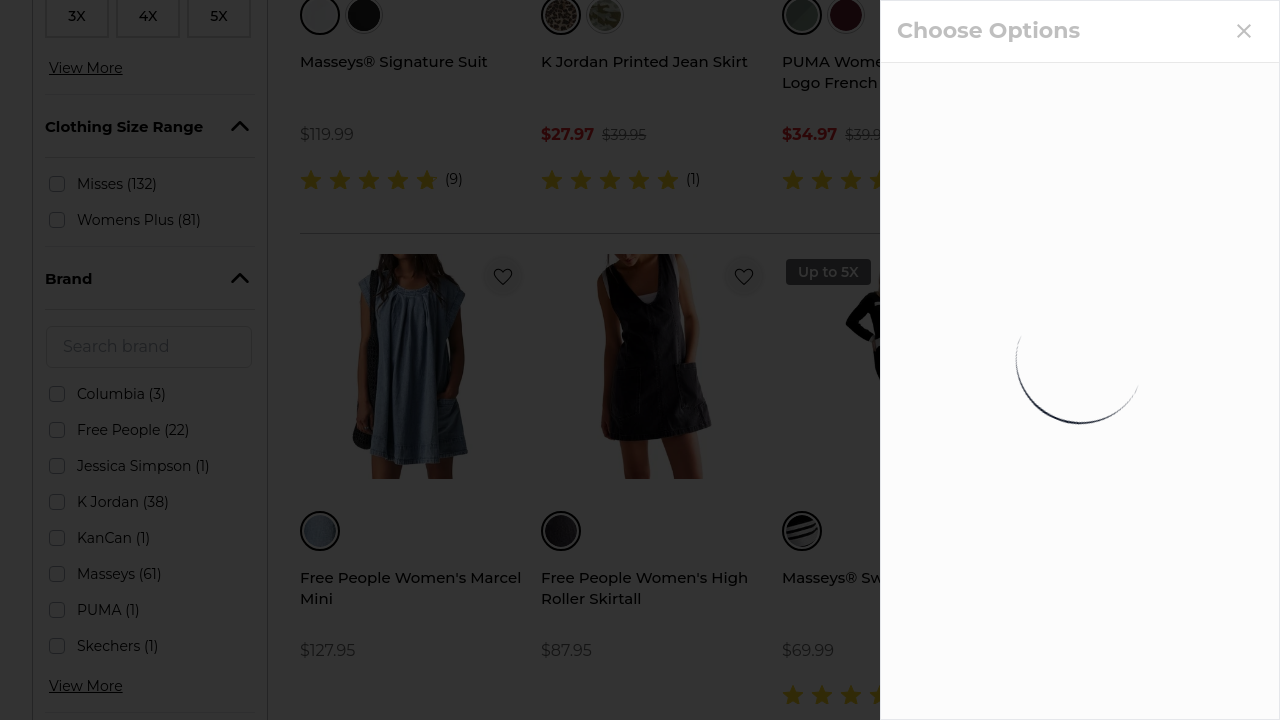 3X
4X
5X
View More
Clothing Size Range
Misses (132)
Womens Plus (81)
Brand
Search brand
Columbia (3)
Free People (22)
Jessica Simpson (1)
K Jordan (38)
KanCan (1)
Masseys (61)
PUMA (1)
Skechers (1)
View More
Masseys® Signature Suit
$119.99
(9)
K Jordan Printed Jean Skirt
$27.97 $39.95
(1)
PUMA Wome
Logo French
$34.97 $39.9
Free People Women's Marcel
Mini
$127.95
Free People Women's High
Roller Skirtall
$87.95
Up to 5X
Masseys® Sw
$69.99
Choose Options